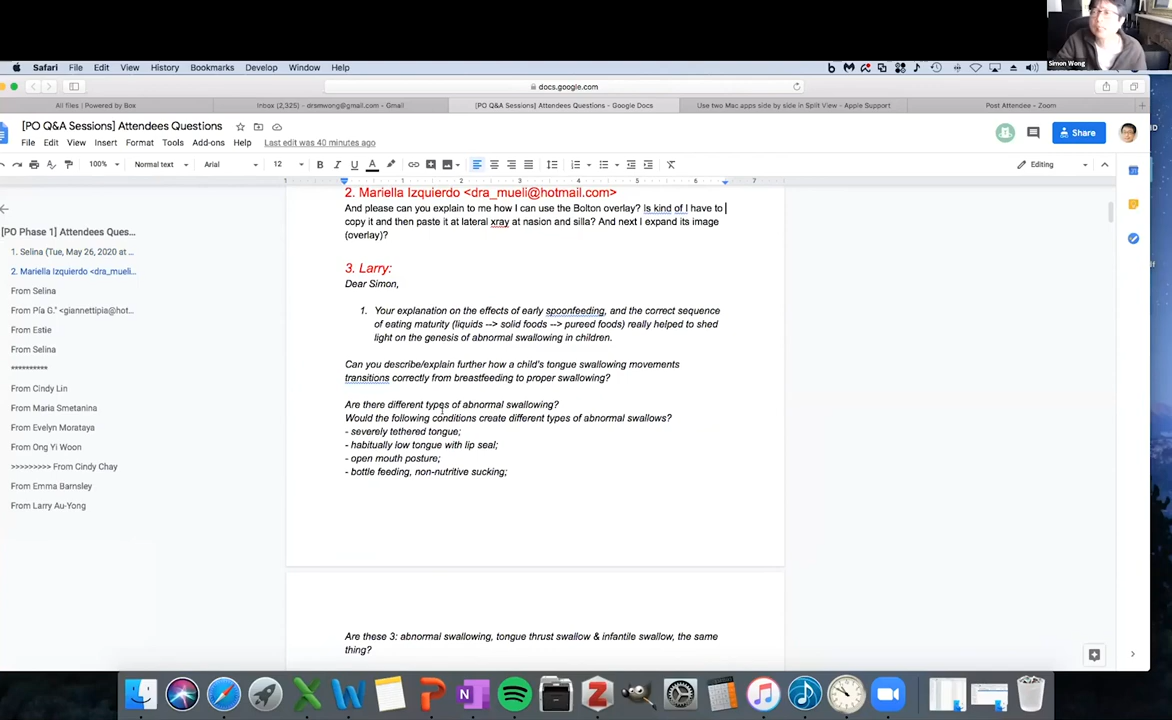 Simon Wong
Safari File Edit View History Bookmarks Develop Window Help
docs.google.com
All files | Powered by Box
Inbox (2,325) - drsmwong@gmail.com - Gmail
[PO Q&A Sessions] Attendees Questions - Google Docs
Use two Mac apps side by side in Split View - Apple Support
Post Attendee - Zoom
[PO Q&A Sessions] Attendees Questions
File Edit View Insert Format Tools Add-ons Help Last edit was 40 minutes ago
Share
100% Normal text Arial 12 B I U A Editing
1 1 2 3 4 5 6 7
[PO Phase 1] Attendees Ques...
1. Selina (Tue, May 26, 2020 at ...
2. Mariella Izquierdo <dra_mueli...
From Selina
From Pía G." <giannettipia@hot...
From Estie
From Selina
**********
From Cindy Lin
From Maria Smetanina
From Evelyn Morataya
From Ong Yi Woon
>>>>>>>>> From Cindy Chay
From Emma Barnsley
From Larry Au-Yong
2. Mariella Izquierdo <dra_mueli@hotmail.com>
And please can you explain to me how I can use the Bolton overlay? Is kind of I have to
copy it and then paste it at lateral xray at nasion and silla? And next I expand its image
(overlay)?
3. Larry:
Dear Simon,
1. Your explanation on the effects of early spoonfeeding, and the correct sequence
of eating maturity (liquids --> solid foods --> pureed foods) really helped to shed
light on the genesis of abnormal swallowing in children.
Can you describe/explain further how a child's tongue swallowing movements
transitions correctly from breastfeeding to proper swallowing?
Are there different types of abnormal swallowing?
Would the following conditions create different types of abnormal swallows?
- severely tethered tongue;
- habitually low tongue with lip seal;
- open mouth posture;
- bottle feeding, non-nutritive sucking;
Are these 3: abnormal swallowing, tongue thrust swallow & infantile swallow, the same
thing?